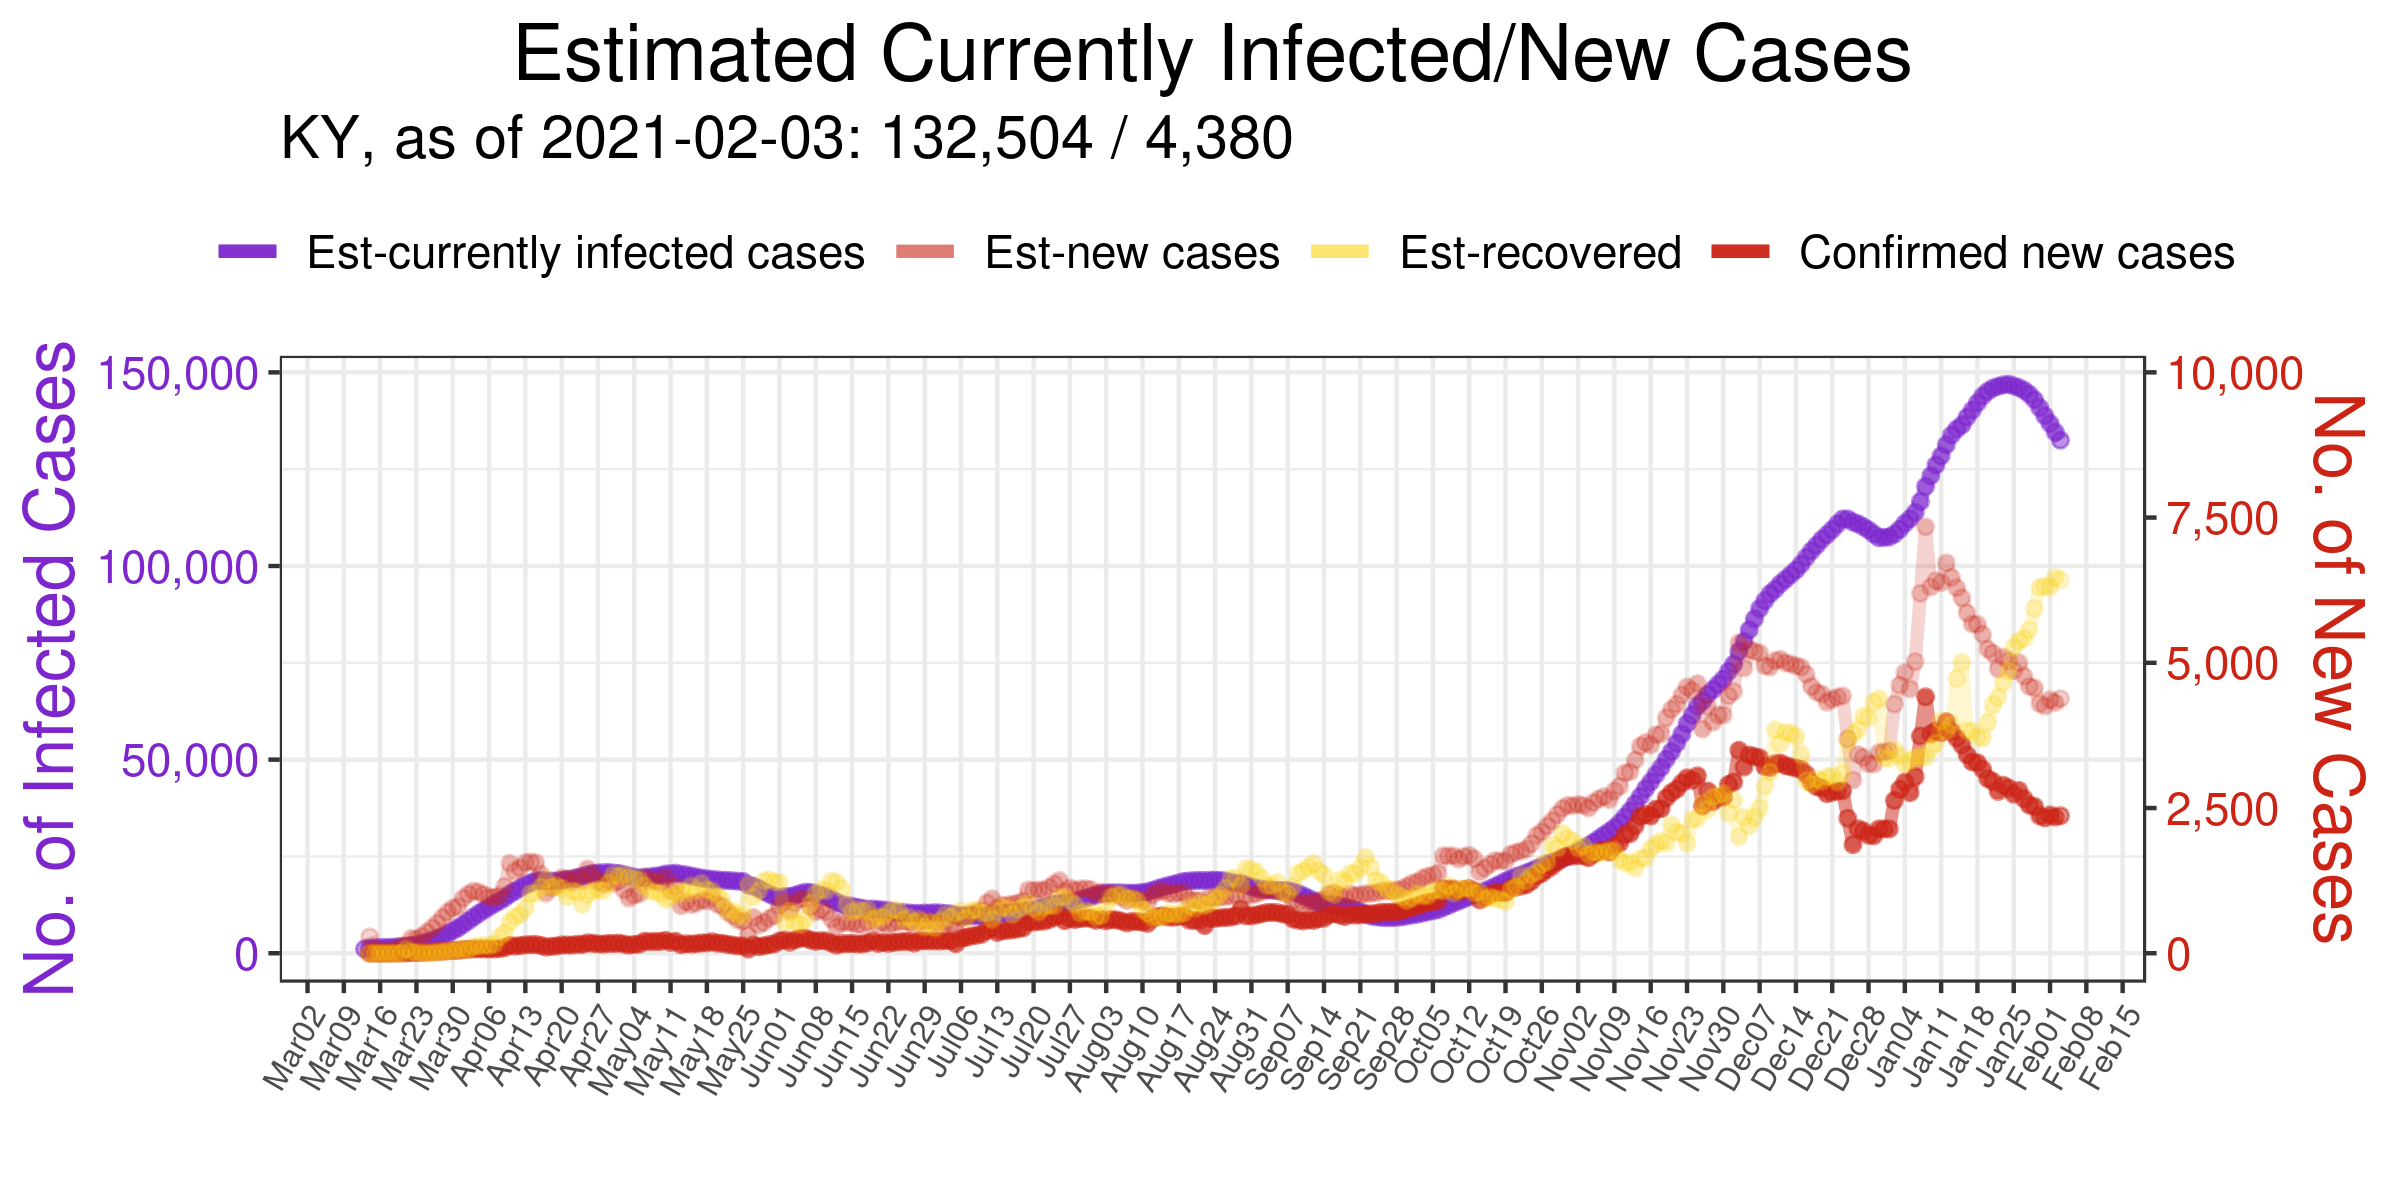 Estimated Currently Infected/New Cases
KY, as of 2021-02-03: 132,504 / 4,380
Est-currently infected cases Est-new cases Est-recovered Confirmed new cases
No. of Infected Cases
150,000
100,000
50,000
0
10,000
7,500
5,000
2,500
0
No. of New Cases
Mar02 Mar09 Mar16 Mar23 Mar30 Apr06 Apr13 Apr20 Apr27 May04 May11 May18 May25 Jun01 Jun08 Jun15 Jun22 Jun29 Jul06 Jul13 Jul20 Jul27 Aug03 Aug10 Aug17 Aug24 Aug31 Sep07 Sep14 Sep21 Sep28 Oct05 Oct12 Oct19 Oct26 Nov02 Nov09 Nov16 Nov23 Nov30 Dec07 Dec14 Dec21 Dec28 Jan04 Jan11 Jan18 Jan25 Feb01 Feb08 Feb15